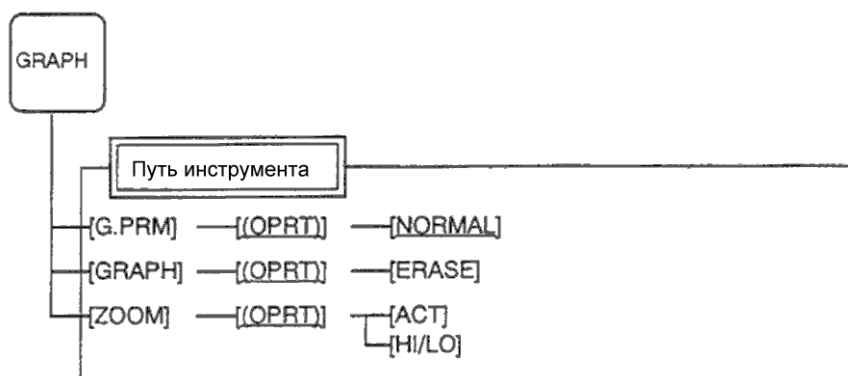 GRAPH
Путь инструмента
[G.PRM] [(OPRT)] [NORMAL]
[GRAPH] [(OPRT)] [ERASE]
[ZOOM] [(OPRT)] [ACT]
[HI/LO]